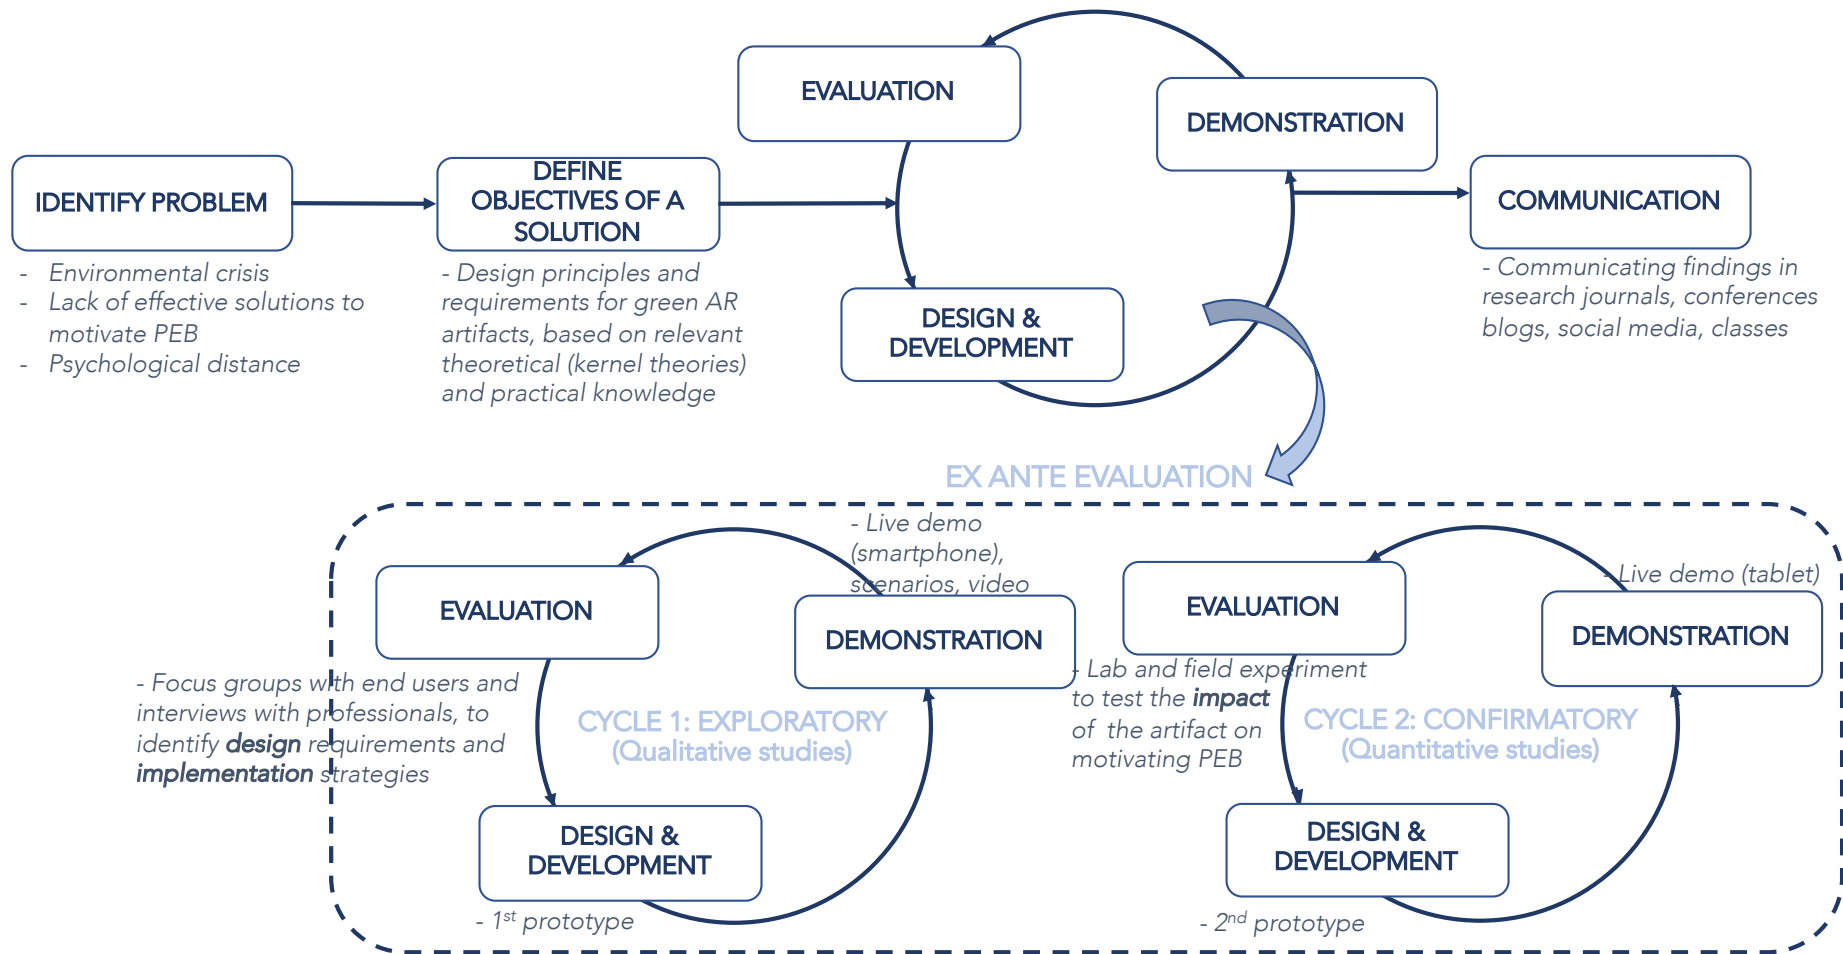 EVALUATION
DEMONSTRATION
IDENTIFY PROBLEM
DEFINE
OBJECTIVES OF A
SOLUTION
COMMUNICATION
- Environmental crisis
- Lack of effective solutions to
motivate PEB
- Psychological distance
- Design principles and
requirements for green AR
artifacts, based on relevant
theoretical (kernel theories)
and practical knowledge
DESIGN &
DEVELOPMENT
- Communicating findings in
research journals, conferences
blogs, social media, classes
EX ANTE EVALUATION
- Live demo
(smartphone),
scenarios, video
EVALUATION
DEMONSTRATION
- Focus groups with end users and
interviews with professionals, to
identify design requirements and
implementation strategies
CYCLE 1: EXPLORATORY
(Qualitative studies)
DESIGN &
DEVELOPMENT
- 1st prototype
- Live demo (tablet)
EVALUATION
DEMONSTRATION
- Lab and field experiment
to test the impact
of the artifact on
motivating PEB
CYCLE 2: CONFIRMATORY
(Quantitative studies)
DESIGN &
DEVELOPMENT
- 2nd prototype